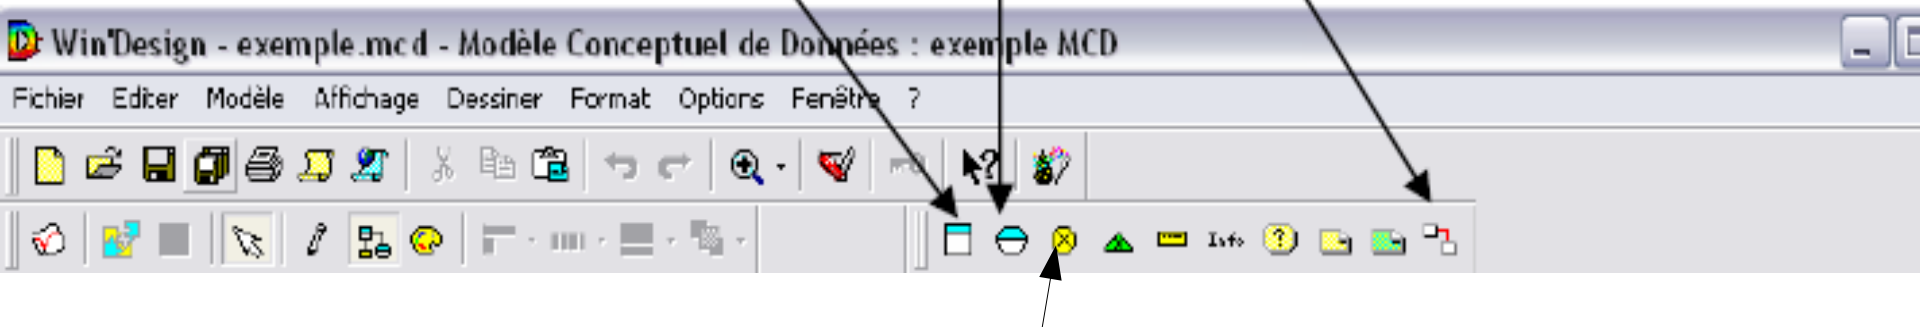 Win'Design - exemple.mcd - Modèle Conceptuel de Données : exemple MCD
Fichier Editer Modèle Affichage Dessiner Format Options Fenêtre ?
Info